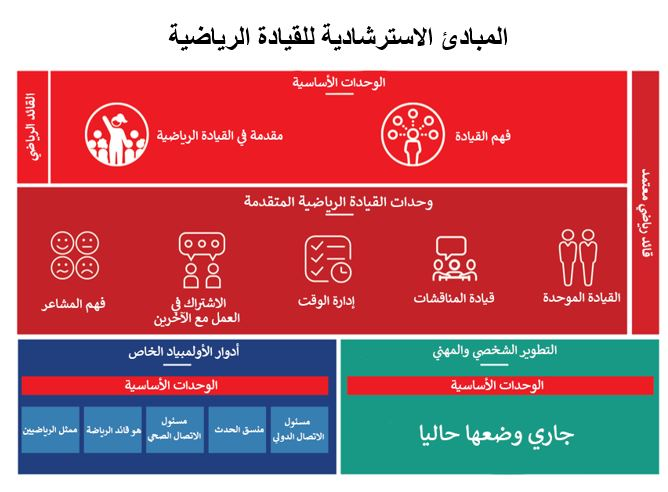 المبادئ الاسترشادية للقيادة الرياضية
قائد رياضي معتمد
الوحدات الأساسية
القائد الرياضي
فهم القيادة
مقدمة في القيادة الرياضية
وحدات القيادة الرياضية المتقدمة
القيادة الموحدة
قيادة المناقشات
إدارة الوقت
الاشتراك في
العمل مع الآخرين
فهم المشاعر
التطوير الشخصي والمهني
الوحدات الأساسية
جاري وضعها حاليا
أدوار الأولمبياد الخاص
الوحدات الأساسية
مسئول
الاتصال الدولي
منسق الحدث
مسئول
الاتصال الصحي
هو قائد الرياضة
ممثل الرياضيين